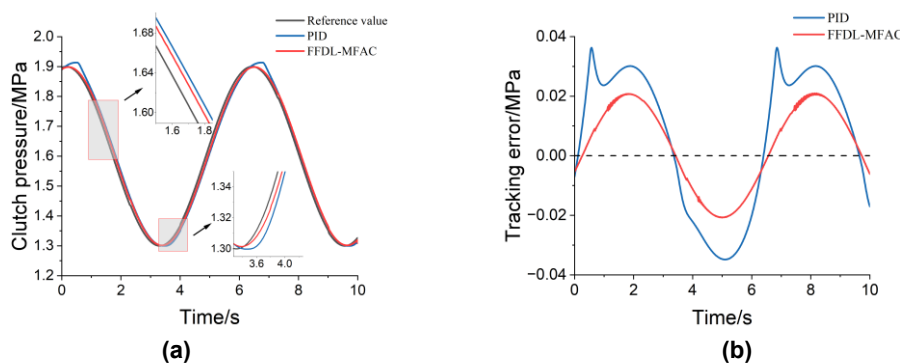 Reference value
PID
FFDL-MFAC
Clutch pressure/MPa
2.0
1.9
1.8
1.7
1.6
1.5
1.4
1.3
1.2
0 2 4 6 8 10
Time/s
1.68
1.64
1.60
1.6 1.8
1.34
1.32
1.30
3.6 4.0
(a)
PID
FFDL-MFAC
Tracking error/MPa
0.04
0.02
0.00
−0.02
−0.04
0 2 4 6 8 10
Time/s
(b)